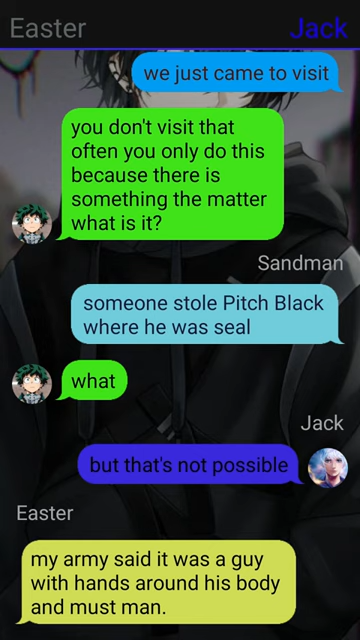 Easter Jack
we just came to visit
you don't visit that
often you only do this
because there is
something the matter
what is it?
Sandman
someone stole Pitch Black
where he was seal
what
Jack
but that's not possible
Easter
my army said it was a guy
with hands around his body
and must man.